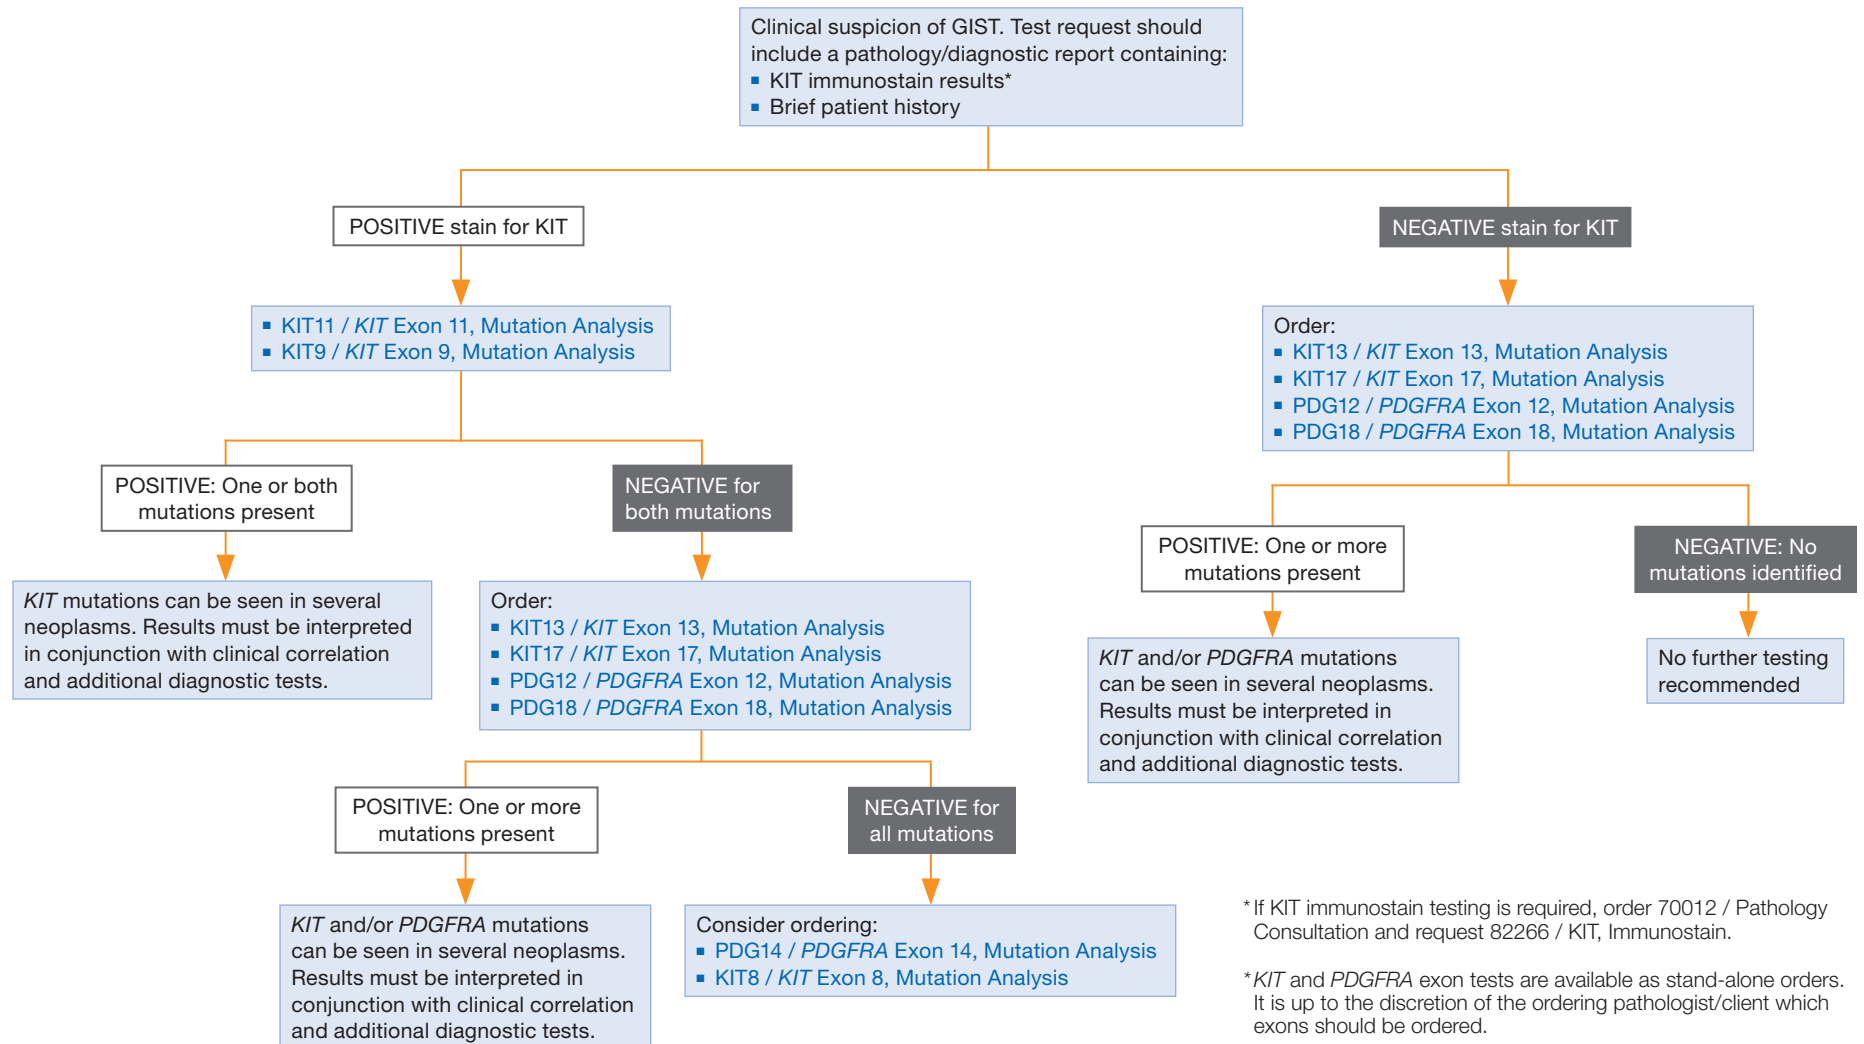 Clinical suspicion of GIST. Test request should
include a pathology/diagnostic report containing:
▪ KIT immunostain results*
▪ Brief patient history
POSITIVE stain for KIT
NEGATIVE stain for KIT
▪ KIT11 / KIT Exon 11, Mutation Analysis
▪ KIT9 / KIT Exon 9, Mutation Analysis
Order:
▪ KIT13 / KIT Exon 13, Mutation Analysis
▪ KIT17 / KIT Exon 17, Mutation Analysis
▪ PDG12 / PDGFRA Exon 12, Mutation Analysis
▪ PDG18 / PDGFRA Exon 18, Mutation Analysis
POSITIVE: One or both
mutations present
NEGATIVE for
both mutations
POSITIVE: One or more
mutations present
NEGATIVE: No
mutations identified
KIT mutations can be seen in several
neoplasms. Results must be interpreted
in conjunction with clinical correlation
and additional diagnostic tests.
Order:
▪ KIT13 / KIT Exon 13, Mutation Analysis
▪ KIT17 / KIT Exon 17, Mutation Analysis
▪ PDG12 / PDGFRA Exon 12, Mutation Analysis
▪ PDG18 / PDGFRA Exon 18, Mutation Analysis
KIT and/or PDGFRA mutations
can be seen in several neoplasms.
Results must be interpreted in
conjunction with clinical correlation
and additional diagnostic tests.
No further testing
recommended
POSITIVE: One or more
mutations present
NEGATIVE for
all mutations
KIT and/or PDGFRA mutations
can be seen in several neoplasms.
Results must be interpreted in
conjunction with clinical correlation
and additional diagnostic tests.
Consider ordering:
▪ PDG14 / PDGFRA Exon 14, Mutation Analysis
▪ KIT8 / KIT Exon 8, Mutation Analysis
* If KIT immunostain testing is required, order 70012 / Pathology
Consultation and request 82266 / KIT, Immunostain.
* KIT and PDGFRA exon tests are available as stand-alone orders.
It is up to the discretion of the ordering pathologist/client which
exons should be ordered.